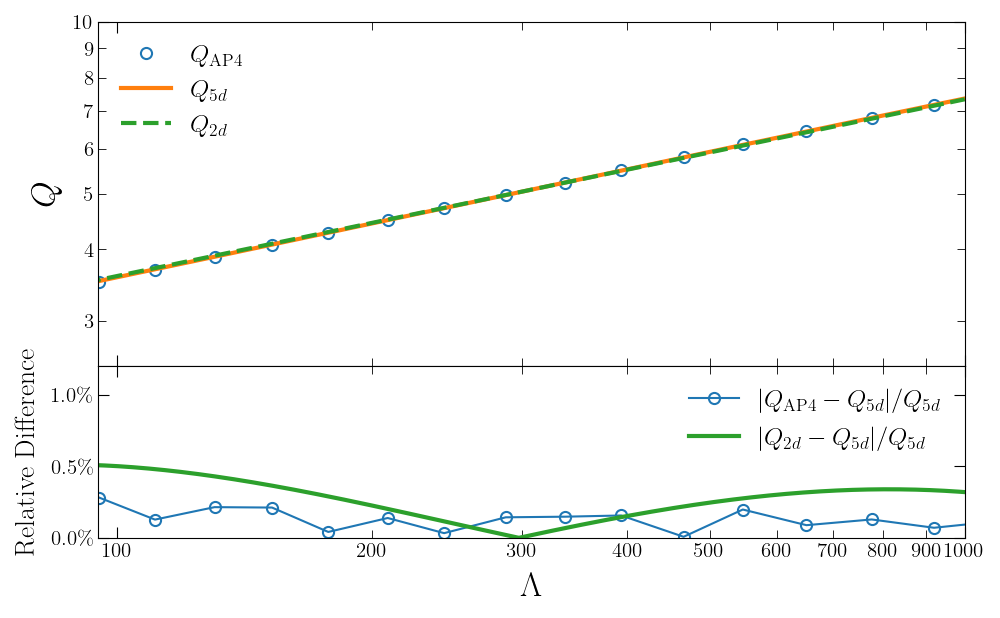 10
9
8
7
6
5
4
3
Q
Q_AP4
Q_5d
Q_2d
1.0%
0.5%
0.0%
Relative Difference
|Q_AP4 − Q_5d|/Q_5d
|Q_2d − Q_5d|/Q_5d
100 200 300 400 500 600 700 800 900 1000
Λ